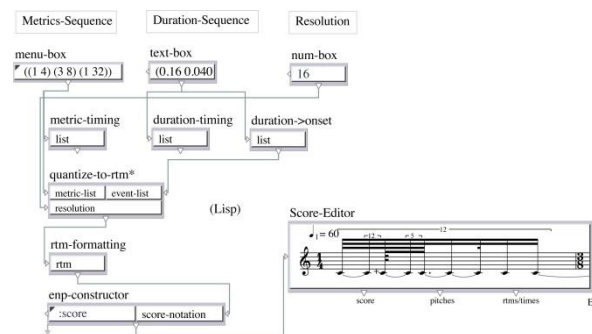 Metrics-Sequence Duration-Sequence Resolution
menu-box text-box num-box
((1 4) (3 8) (1 32)) (0.16 0.040 16
metric-timing duration-timing duration->onset
list list list
quantize-to-rtm*
metric-list event-list
resolution
(Lisp)
Score-Editor
= 60 12
12 5
rtm-formatting
rtm
score pitches rtms/times E
enp-constructor
:score score-notation